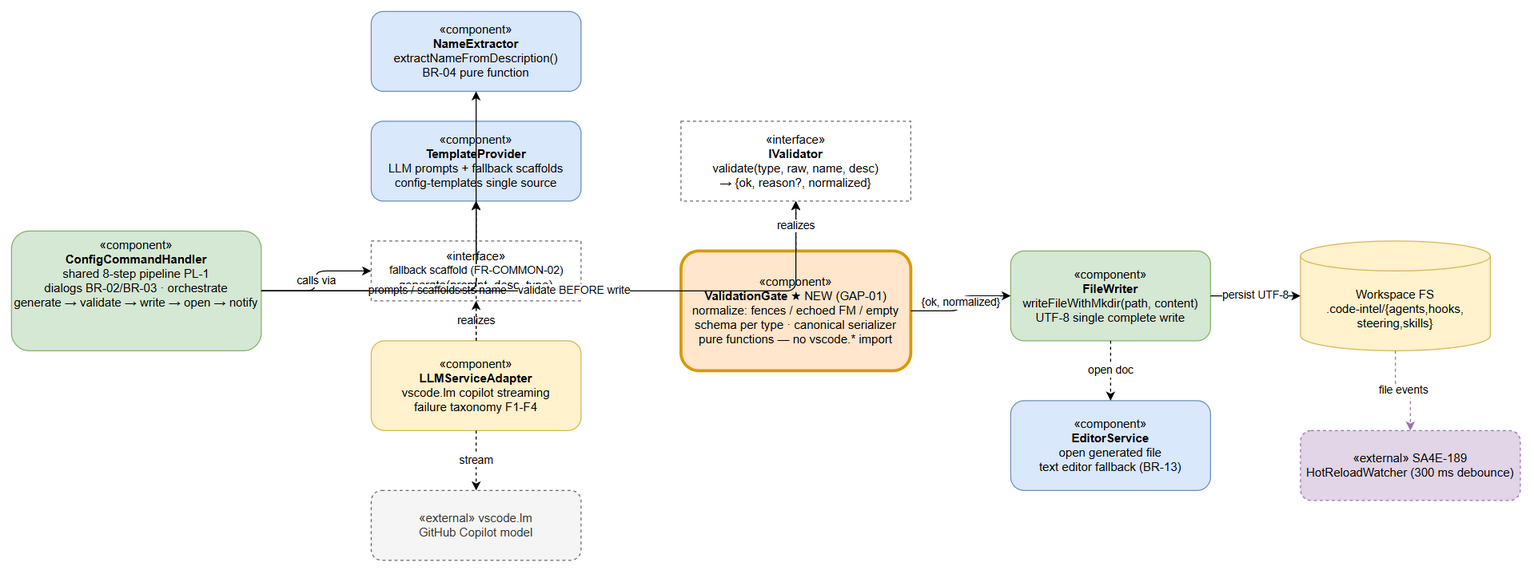 «component»
NameExtractor
extractNameFromDescription()
BR-04 pure function
«component»
TemplateProvider
LLM prompts + fallback scaffolds
config-templates single source
«interface»
IValidator
validate(type, raw, name, desc)
→ {ok, reason?, normalized}
realizes
«component»
ConfigCommandHandler
shared 8-step pipeline PL-1
dialogs BR-02/BR-03 · orchestrate
generate → validate → write → open → notify
calls via
«interface»
fallback scaffold (FR-COMMON-02)
generate(prompt, desc, type)
prompts / scaffolds
name
validate BEFORE write
realizes
«component»
LLMServiceAdapter
vscode.lm copilot streaming
failure taxonomy F1-F4
stream
«external» vscode.lm
GitHub Copilot model
«component»
ValidationGate ★ NEW (GAP-01)
normalize: fences / echoed FM / empty
schema per type · canonical serializer
pure functions — no vscode.* import
{ok, normalized}
«component»
FileWriter
writeFileWithMkdir(path, content)
UTF-8 single complete write
open doc
«component»
EditorService
open generated file
text editor fallback (BR-13)
persist UTF-8
Workspace FS
.code-intel/{agents,hooks,
steering,skills}
file events
«external» SA4E-189
HotReloadWatcher (300 ms debounce)